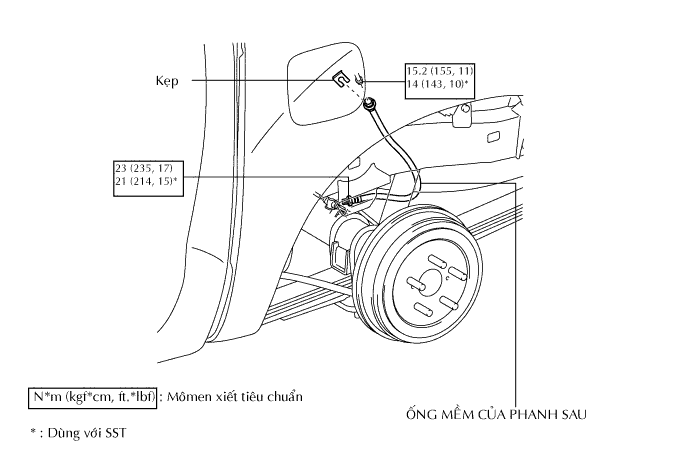 Kẹp
15.2 (155, 11)
14 (143, 10)*
23 (235, 17)
21 (214, 15)*
N*m (kgf*cm, ft.*lbf) : Mômen xiết tiêu chuẩn
ỐNG MỀM CỦA PHANH SAU
* : Dùng với SST